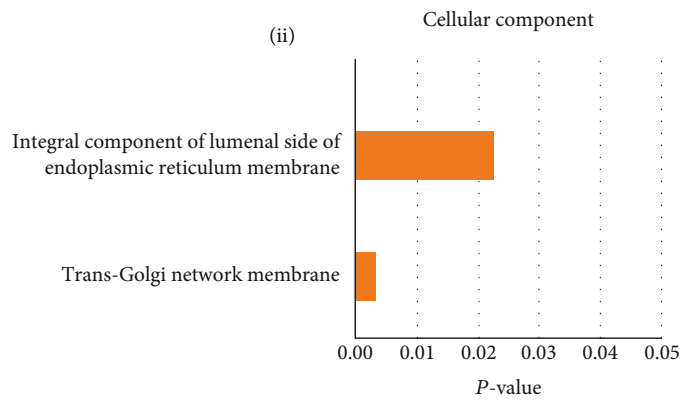 Cellular component
(ii)
Integral component of lumenal side of
endoplasmic reticulum membrane
Trans-Golgi network membrane
0.00 0.01 0.02 0.03 0.04 0.05
P-value